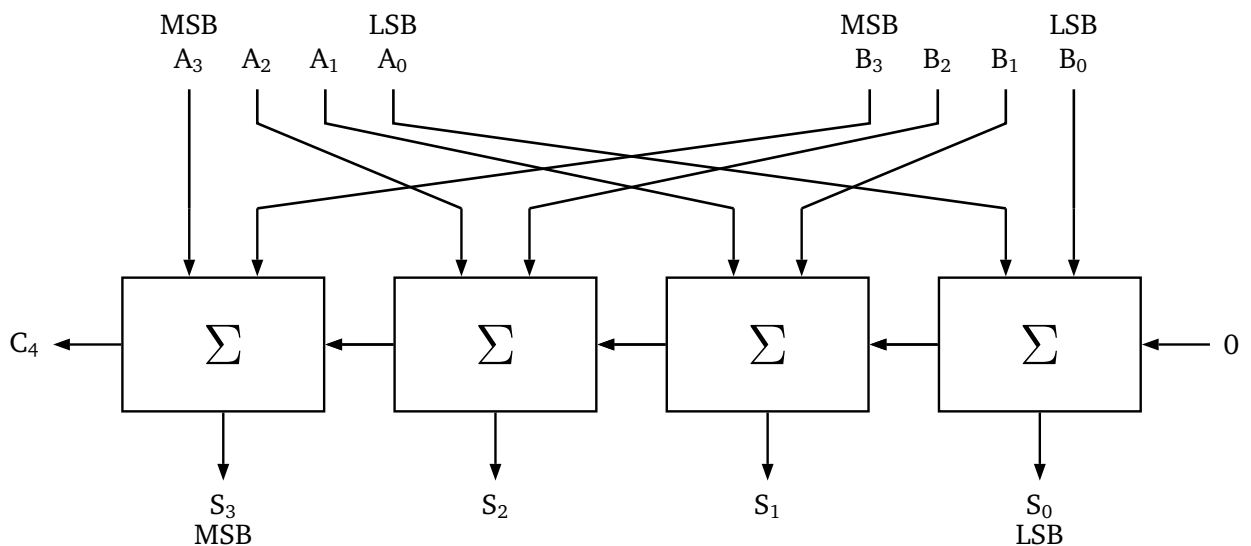 MSB LSB MSB LSB
A₃ A₂ A₁ A₀ B₃ B₂ B₁ B₀
C₄ Σ Σ Σ Σ 0
S₃ S₂ S₁ S₀
MSB LSB